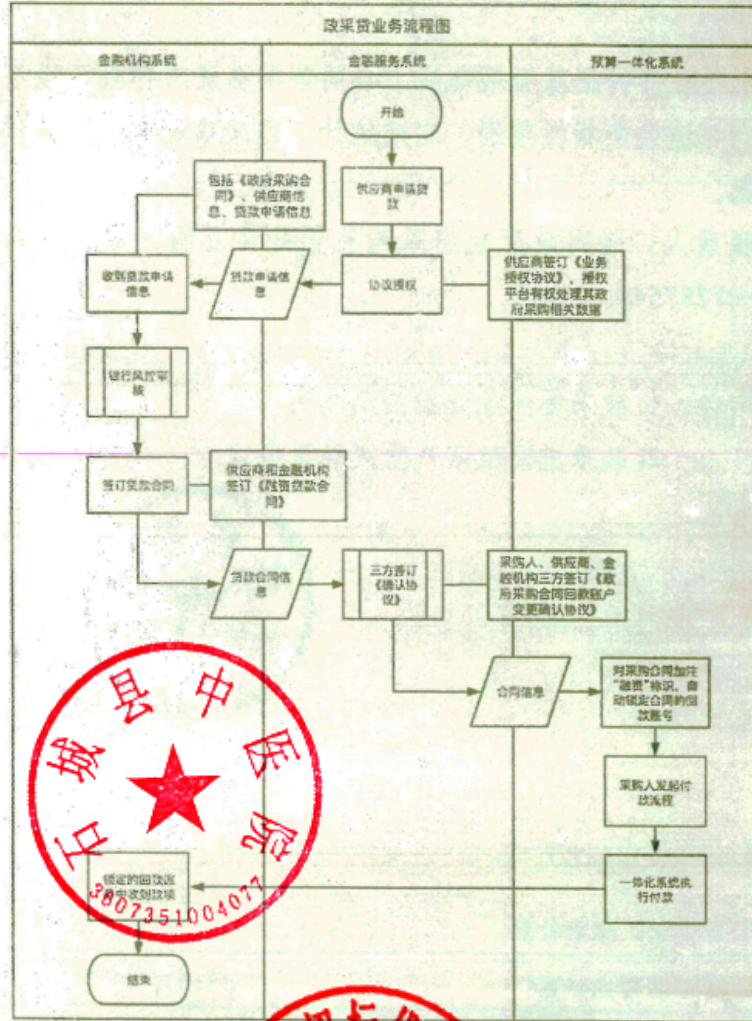 政采贷业务流程图
金融机构系统
金融服务系统
预算一体化系统
开始
包括《政府采购合
同》、供应商信
息、贷款申请信息
供应商申请贷
款
收到贷款申请
信息
贷款申请信
息
协议授权
供应商签订《业务
授权协议》、授权
平台有权处理其政
府采购相关数据
银行风控审
核
签订贷款合同
供应商和金融机构
签订《融资贷款合
同》
贷款合同信
息
三方签订
《确认协
议》
采购人、供应商、金
融机构三方签订《政
府采购合同回款账户
变更确认协议》
合同信息
对采购合同加注
“融资”标识、自
动锁定合同的回
款账号
采购人发起付
款流程
石城县中医院
锁定的回款账
收到款项
3607351004077
一体化系统执
行付款
结束